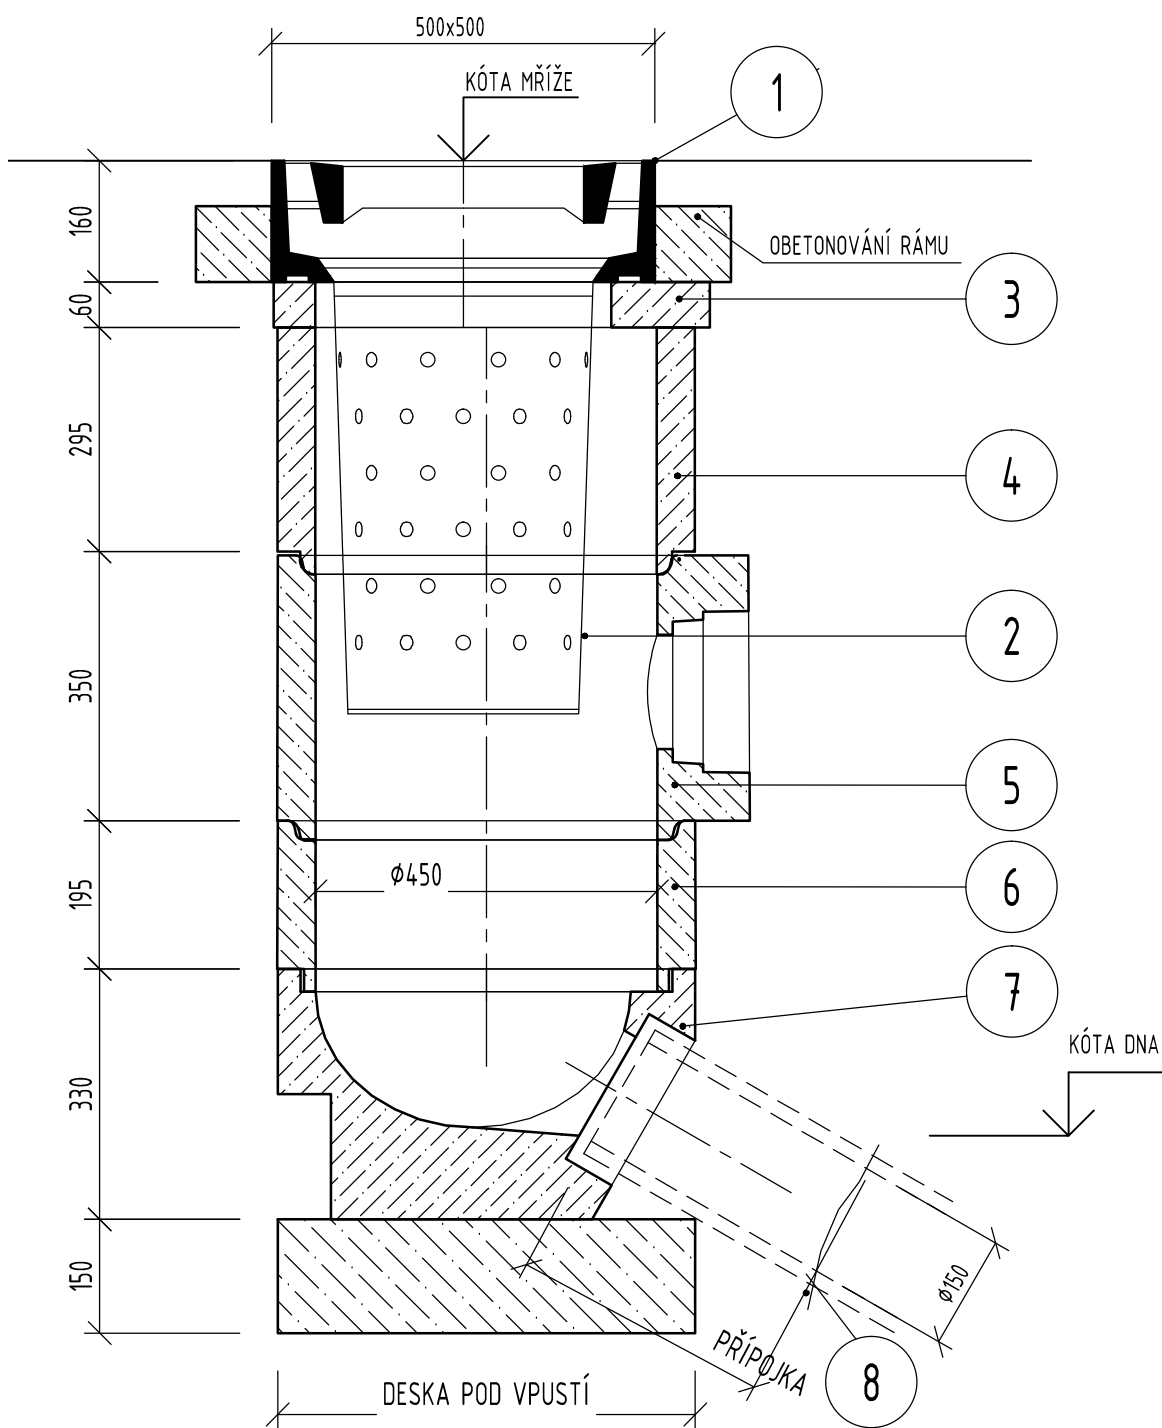 500x500
KÓTA MŘÍŽE
1
160
OBETONOVÁNÍ RÁMU
60
3
295
4
2
350
5
Ø450
195
6
7
KÓTA DNA
330
150
Ø150
PŘÍPOJKA
8
DESKA POD VPUSTÍ